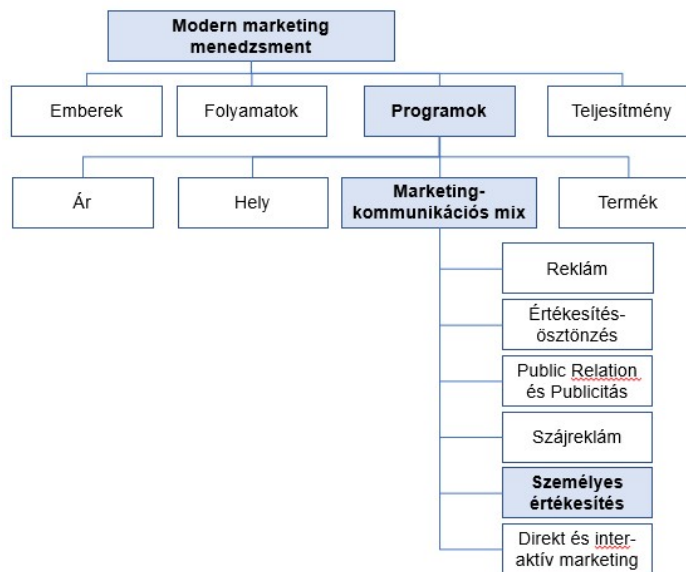 Modern marketing
menedzsment
Emberek
Folyamatok
Programok
Teljesítmény
Ár
Hely
Marketing-
kommunikációs mix
Termék
Reklám
Értékesítés-
ösztönzés
Public Relation
és Publicitás
Szájreklám
Személyes
értékesítés
Direkt és inter-
aktív marketing